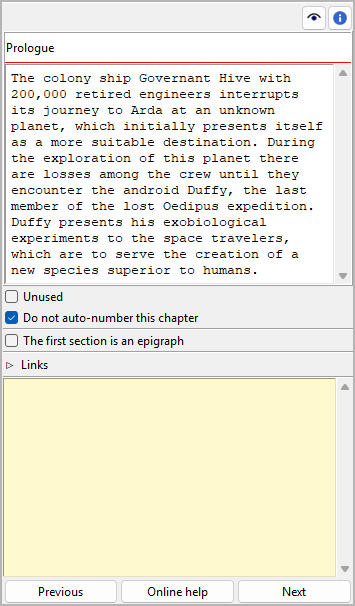 Prologue
The colony ship Governant Hive with
200,000 retired engineers interrupts
its journey to Arda at an unknown
planet, which initially presents itself
as a more suitable destination. During
the exploration of this planet there
are losses among the crew until they
encounter the android Duffy, the last
member of the lost Oedipus expedition.
Duffy presents his exobiological
experiments to the space travelers,
which are to serve the creation of a
new species superior to humans.
Unused
Do not auto-number this chapter
The first section is an epigraph
Links
Previous Online help Next